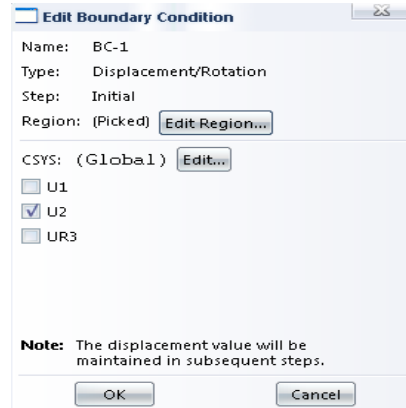 Edit Boundary Condition
Name: BC-1
Type: Displacement/Rotation
Step: Initial
Region: (Picked) Edit Region...
CSYS: (Global) Edit...
U1
U2
UR3
Note: The displacement value will be
maintained in subsequent steps.
OK Cancel